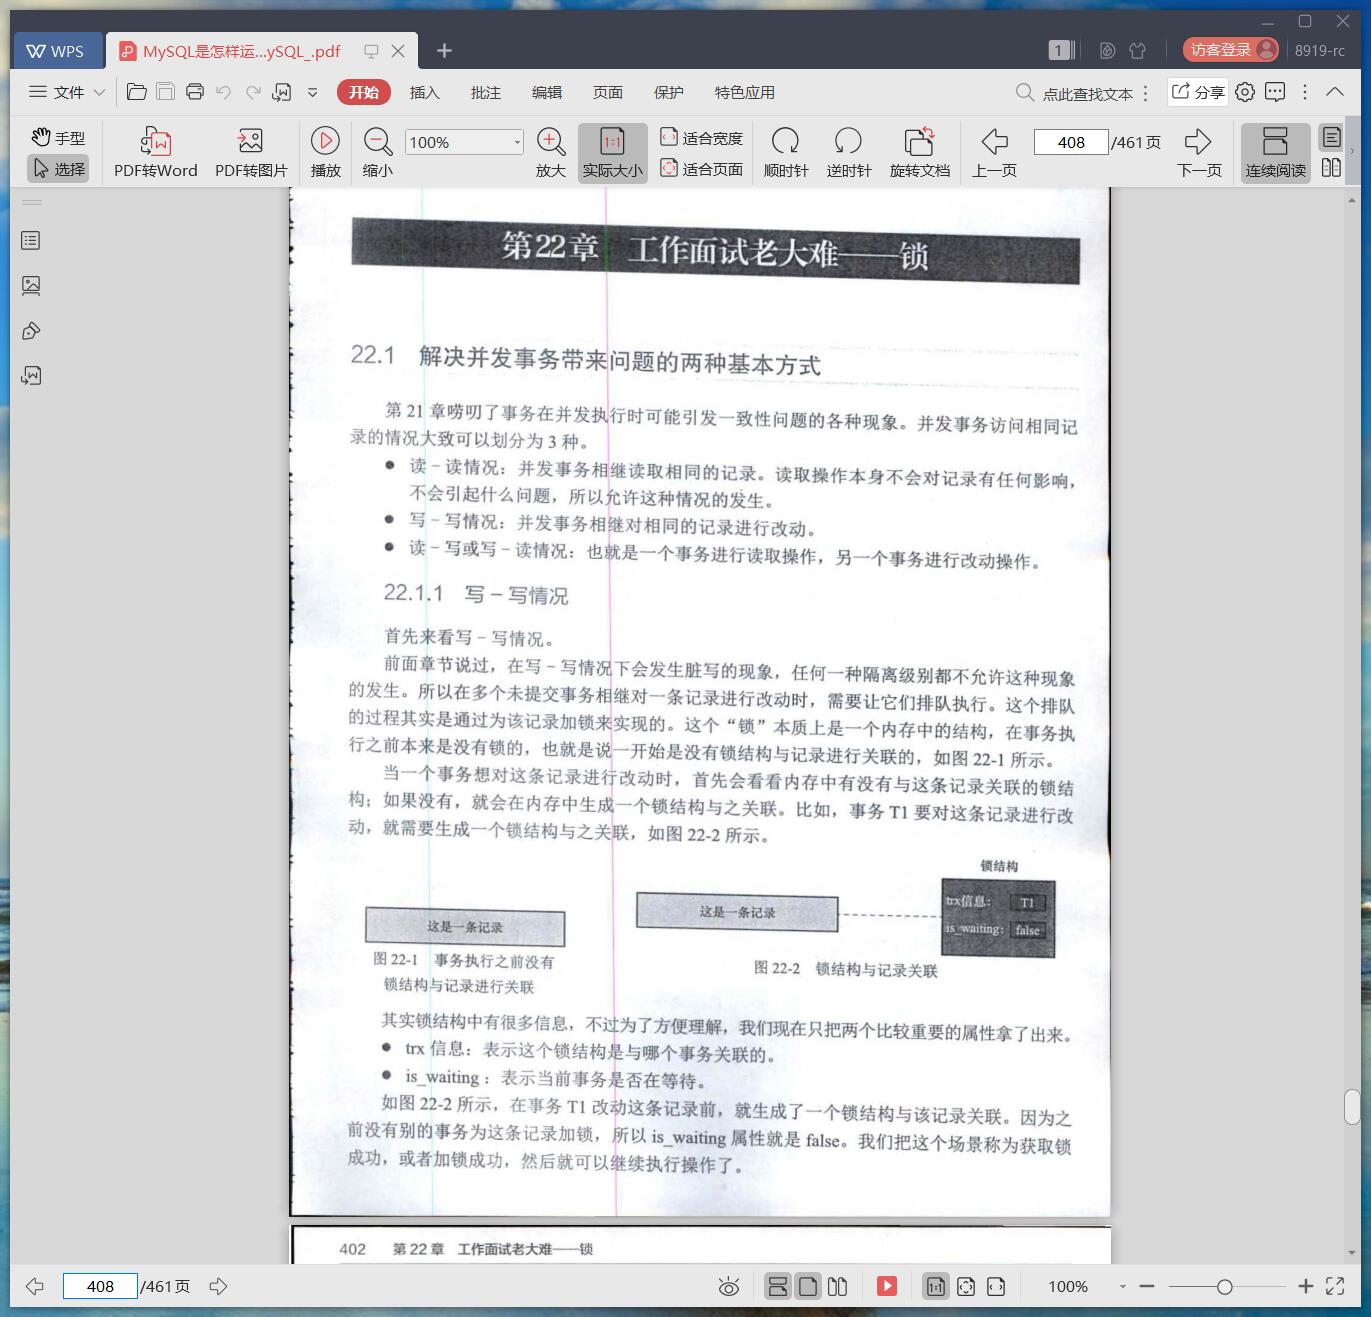 WPS
MySQL是怎样运...ySQL_.pdf
1
访客登录
8919-rc
文件
开始
插入
批注
编辑
页面
保护
特色应用
点此查找文本
分享
手型
选择
PDF转Word
PDF转图片
播放
缩小
100%
放大
1:1
实际大小
适合宽度
适合页面
顺时针
逆时针
旋转文档
上一页
408
/461页
下一页
连续阅读
第22章 工作面试老大难——锁
22.1 解决并发事务带来问题的两种基本方式
第 21 章唠叨了事务在并发执行时可能引发一致性问题的各种现象。并发事务访问相同记
录的情况大致可以划分为 3 种。
● 读－读情况：并发事务相继读取相同的记录。读取操作本身不会对记录有任何影响，
不会引起什么问题，所以允许这种情况的发生。
● 写－写情况：并发事务相继对相同的记录进行改动。
● 读－写或写－读情况：也就是一个事务进行读取操作，另一个事务进行改动操作。
22.1.1 写－写情况
首先来看写－写情况。
前面章节说过，在写－写情况下会发生脏写的现象，任何一种隔离级别都不允许这种现象
的发生。所以在多个未提交事务相继对一条记录进行改动时，需要让它们排队执行。这个排队
的过程其实是通过为该记录加锁来实现的。这个“锁”本质上是一个内存中的结构，在事务执
行之前本来是没有锁的，也就是说一开始是没有锁结构与记录进行关联的，如图 22-1 所示。
当一个事务想对这条记录进行改动时，首先会看看内存中有没有与这条记录关联的锁结
构；如果没有，就会在内存中生成一个锁结构与之关联。比如，事务 T1 要对这条记录进行改
动，就需要生成一个锁结构与之关联，如图 22-2 所示。
锁结构
trx信息： T1
is_waiting： false
这是一条记录
这是一条记录
图 22-1 事务执行之前没有
锁结构与记录进行关联
图 22-2 锁结构与记录关联
其实锁结构中有很多信息，不过为了方便理解，我们现在只把两个比较重要的属性拿了出来。
● trx 信息：表示这个锁结构是与哪个事务关联的。
● is_waiting：表示当前事务是否在等待。
如图 22-2 所示，在事务 T1 改动这条记录前，就生成了一个锁结构与该记录关联。因为之
前没有别的事务为这条记录加锁，所以 is_waiting 属性就是 false。我们把这个场景称为获取锁
成功，或者加锁成功，然后就可以继续执行操作了。
402 第 22 章 工作面试老大难——锁
408
/461页
1:1
100%